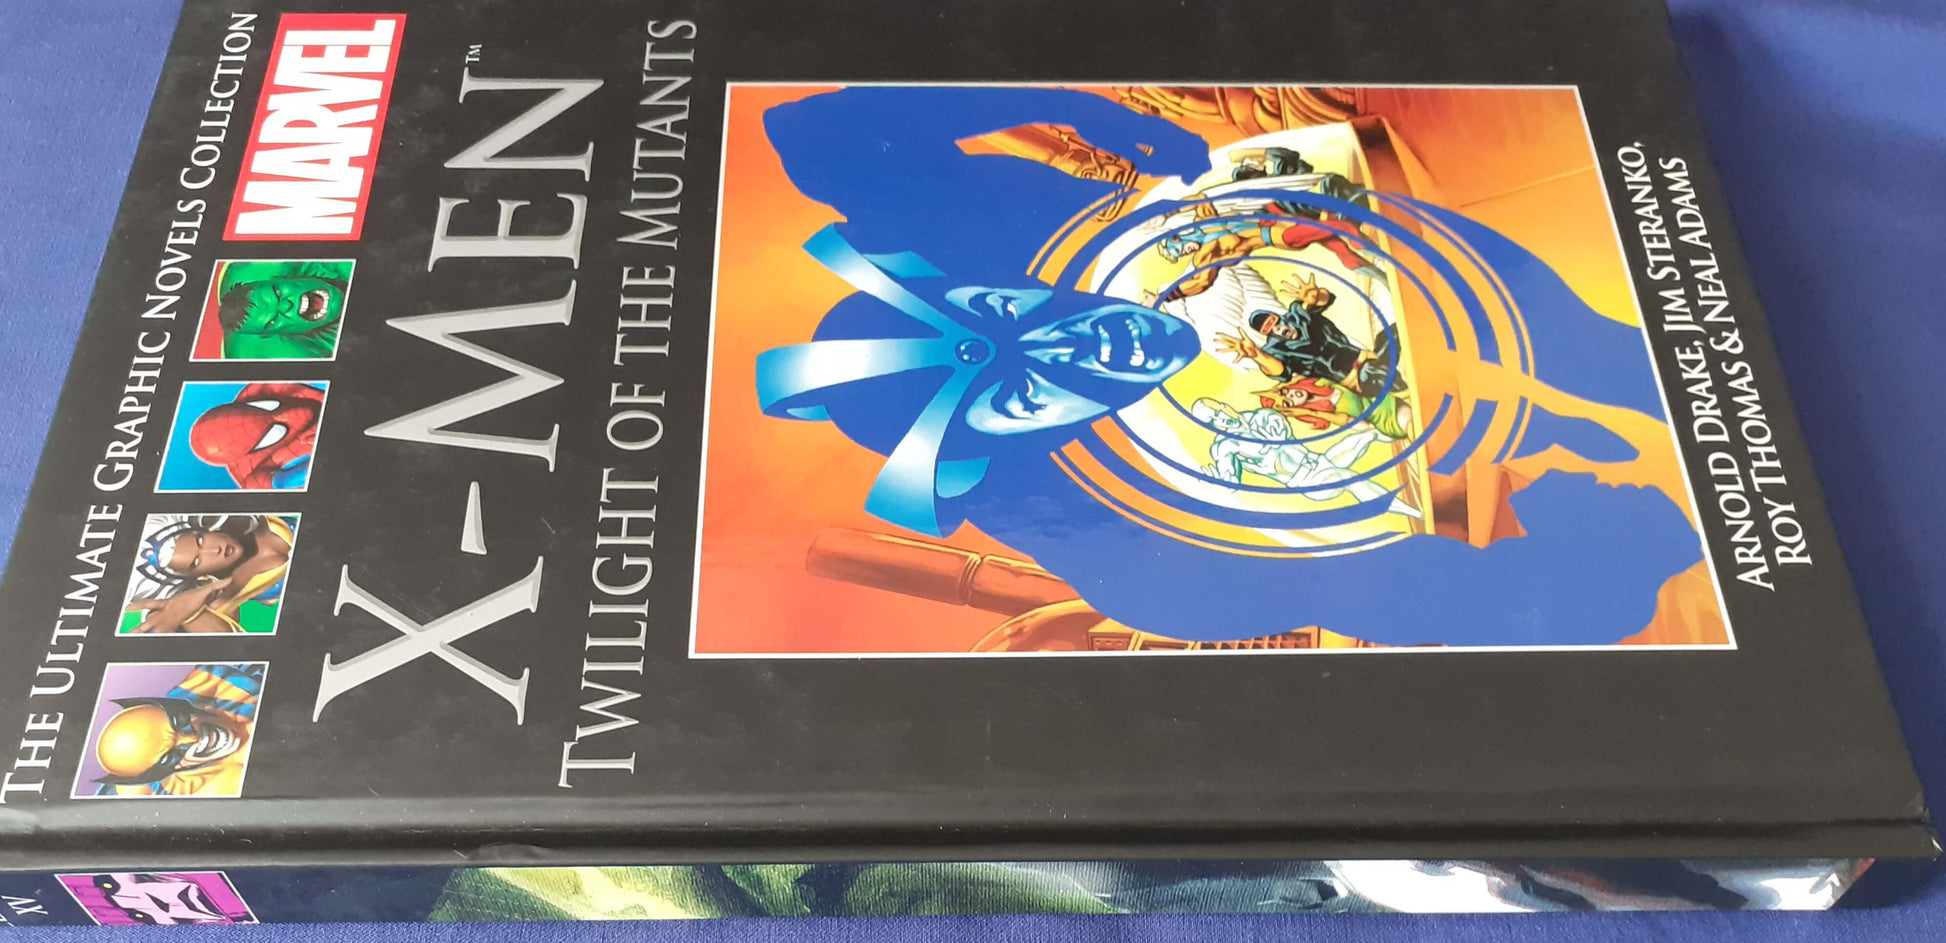 THE ULTIMATE GRAPHIC NOVELS COLLECTION
MARVEL
X-MEN™
TWILIGHT OF THE MUTANTS
ARNOLD DRAKE, JIM STERANKO,
ROY THOMAS & NEAL ADAMS
XV